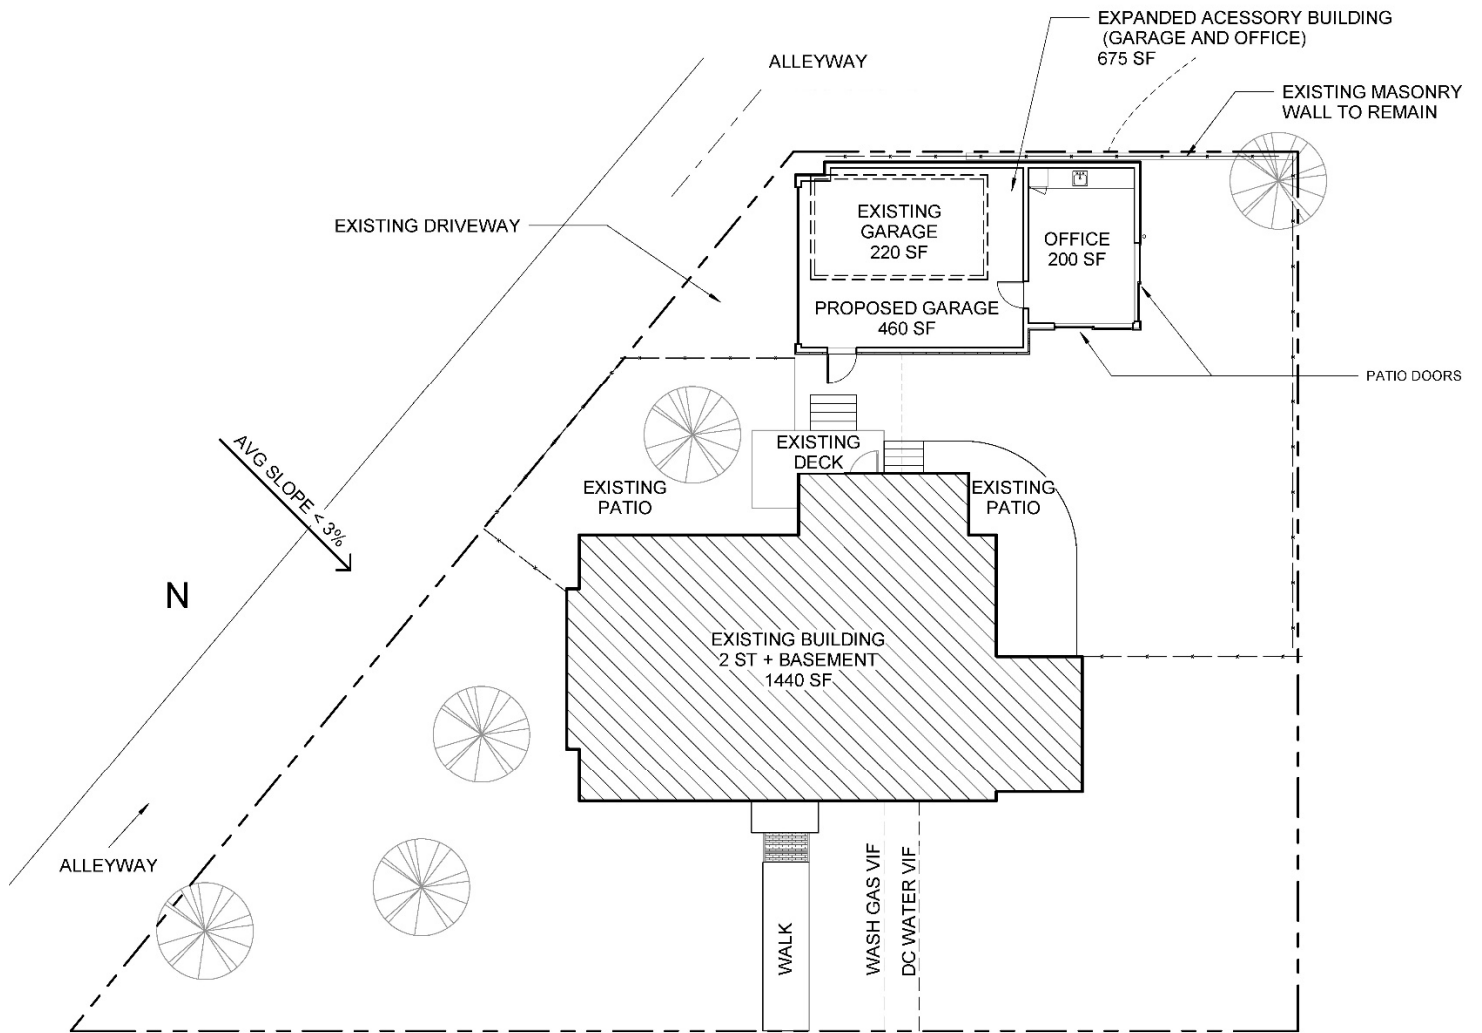 EXPANDED ACESSORY BUILDING
(GARAGE AND OFFICE)
675 SF
ALLEYWAY
EXISTING MASONRY
WALL TO REMAIN
EXISTING DRIVEWAY
EXISTING
GARAGE
220 SF
OFFICE
200 SF
PROPOSED GARAGE
460 SF
PATIO DOORS
AVG SLOPE < 3%
EXISTING
DECK
EXISTING
PATIO
EXISTING
PATIO
N
EXISTING BUILDING
2 ST + BASEMENT
1440 SF
ALLEYWAY
WALK
WASH GAS VIF
DC WATER VIF